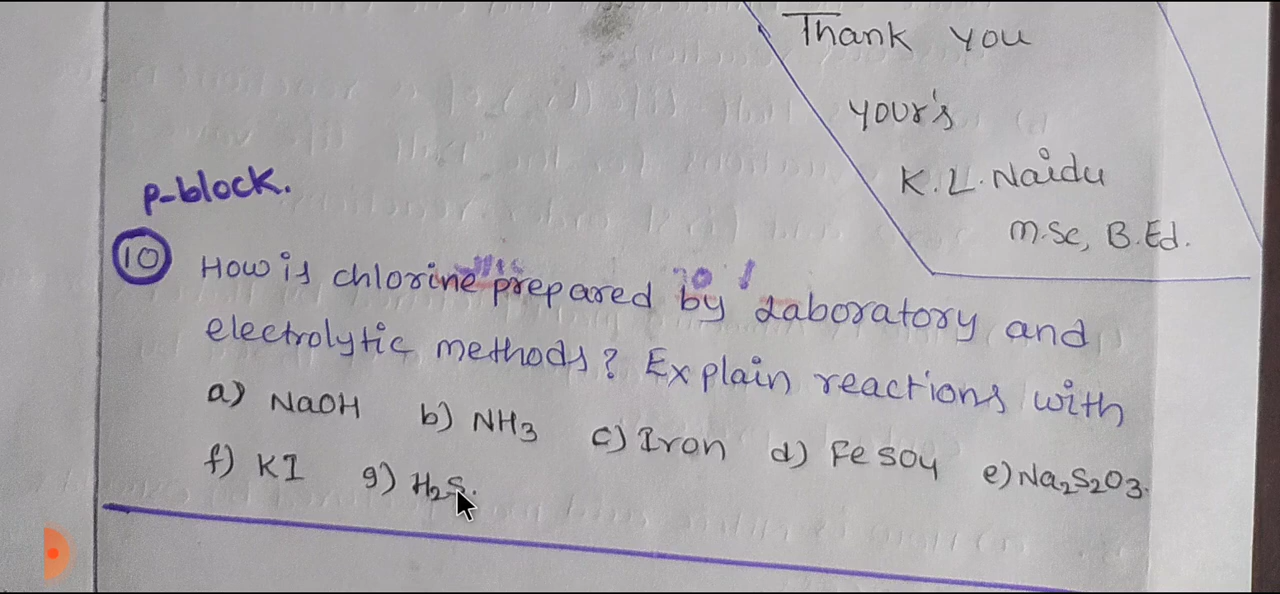 Thank you
your's
K.L. Naidu
M.Sc, B.Ed.
P-block.
10 How is chlorine prepared by Laboratory and
electrolytic methods? Explain reactions with
a) NaOH b) NH3 c) Iron d) FeSO4 e) Na2S2O3.
f) KI g) H2S.